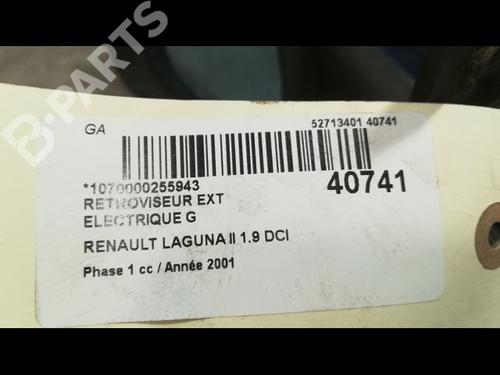 B-PARTS
GA
52713401 40741
*1070000255943
40741
RETROVISEUR EXT
ELECTRIQUE G
RENAULT LAGUNA II 1.9 DCI
Phase 1 cc / Année 2001